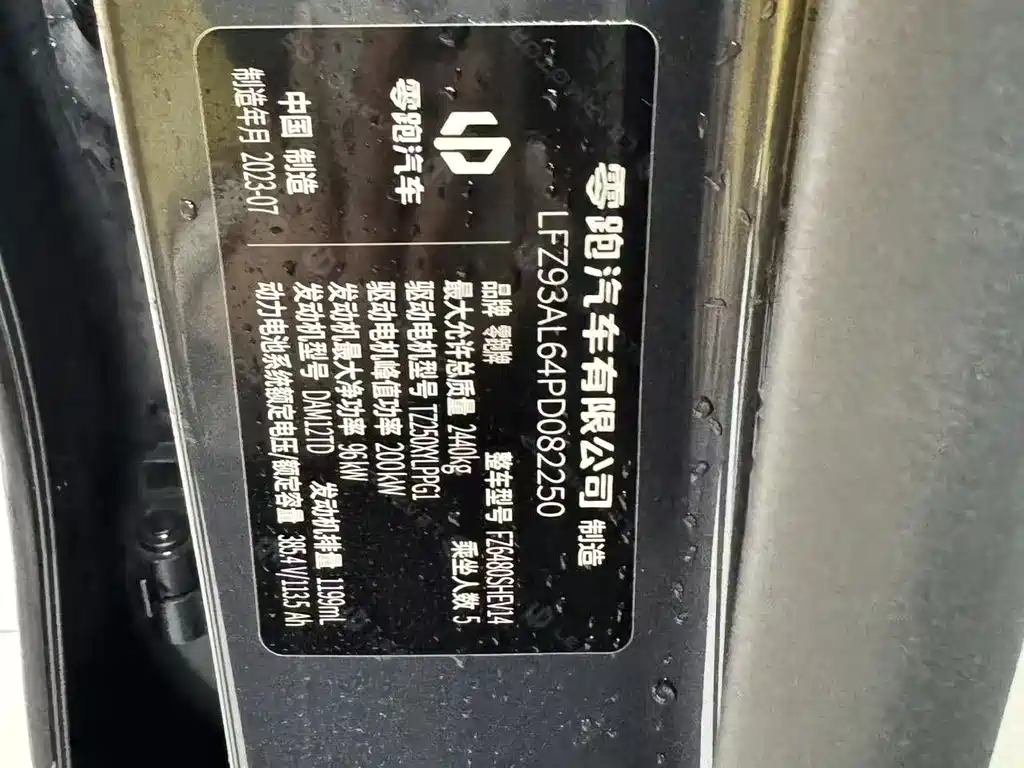 零跑汽车有限公司 制造
LFZ93AL64PD082250
零跑汽车
中国 制造
制造年月 2023-07
品牌 零跑牌 整车型号 FZ6480SHEV14
最大允许总质量 2440kg 乘坐人数 5
驱动电机型号 TZ250XYLPPG1
驱动电机峰值功率 200kW
发动机最大净功率 96kW
发动机型号 DAM12TD 发动机排量 1199mL
动力电池系统额定电压/额定容量 385.4V/113.5Ah